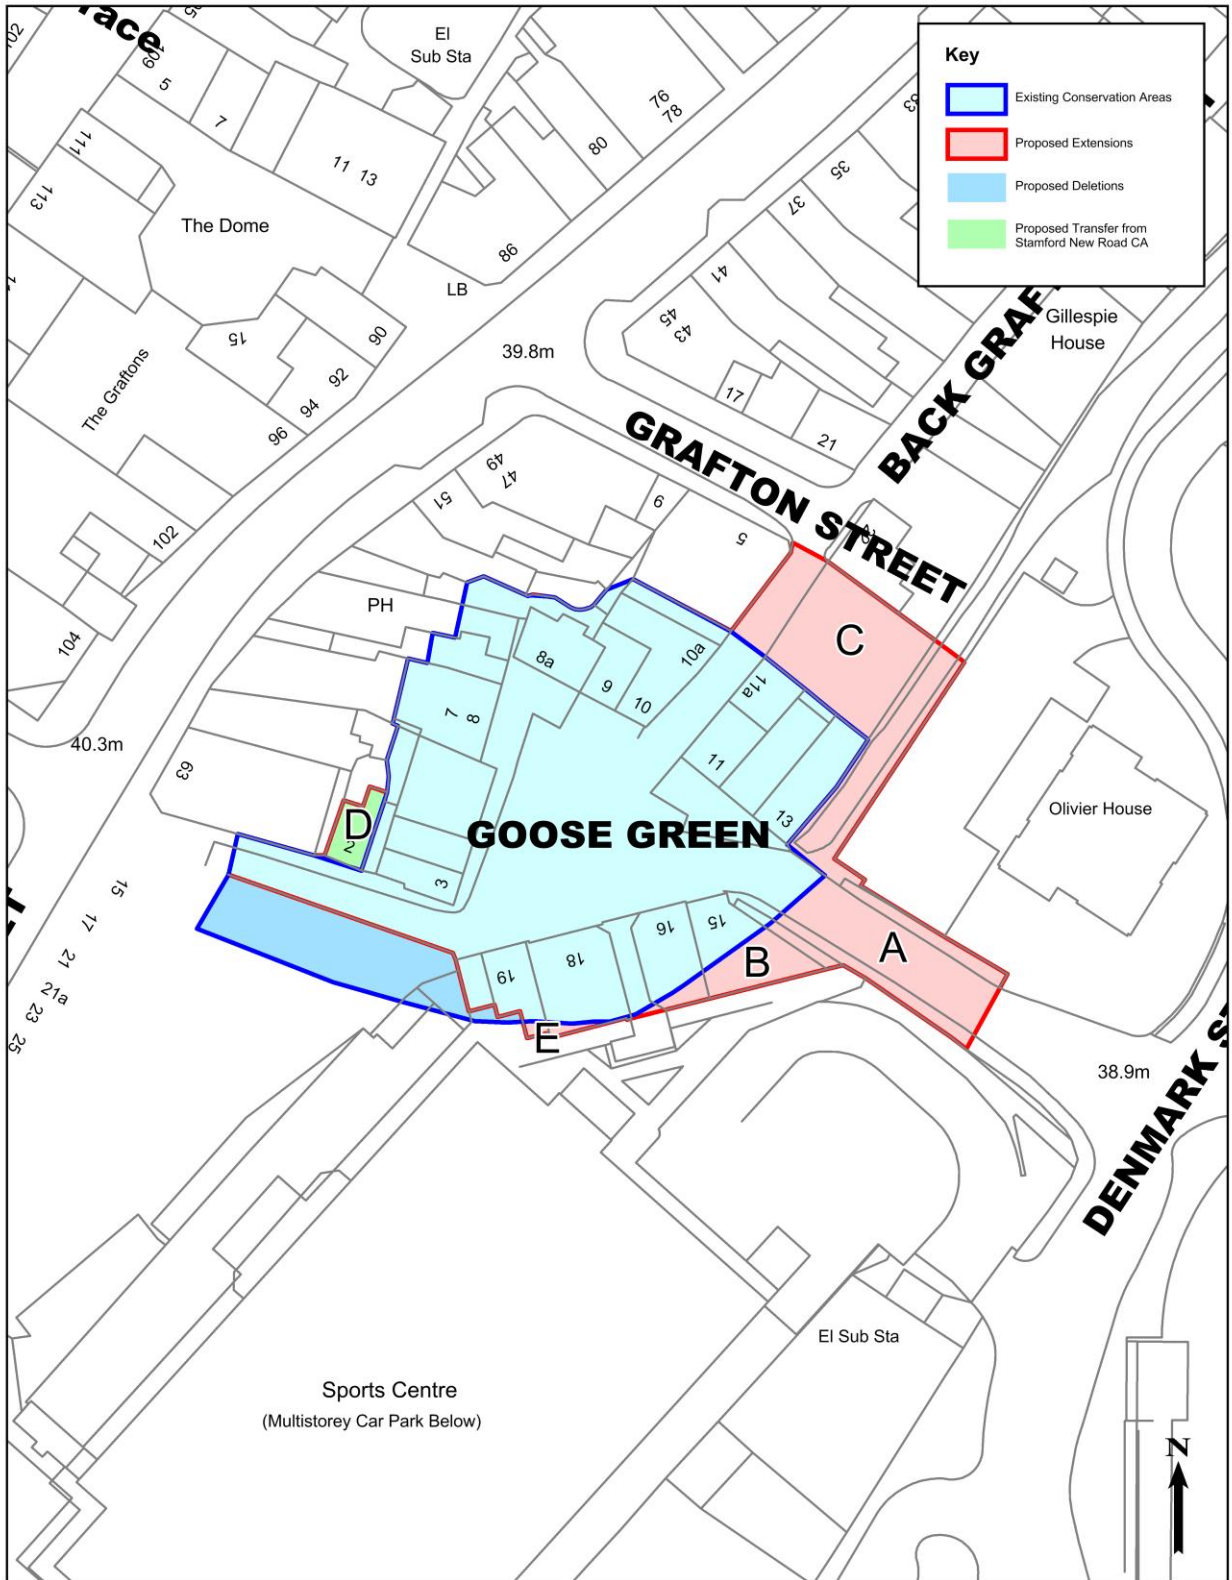 race
El
Sub Sta
Key
Existing Conservation Areas
Proposed Extensions
Proposed Deletions
Proposed Transfer from
Stamford New Road CA
102
109
5
7
11 13
76
78
80
33
35
37
111
113
The Dome
86
LB
41
45
43
39.8m
15
90
92
94
96
The Graftons
17
21
Gillespie
House
BACK GRAF
GRAFTON STREET
49
47
51
9
5
102
104
PH
C
8a
9
10
10a
11a
7
8
11
13
40.3m
63
D
2
3
GOOSE GREEN
Olivier House
15
17
21
21a
23
25
19
18
16
15
B
A
E
38.9m
DENMARK S
El Sub Sta
Sports Centre
(Multistorey Car Park Below)
N